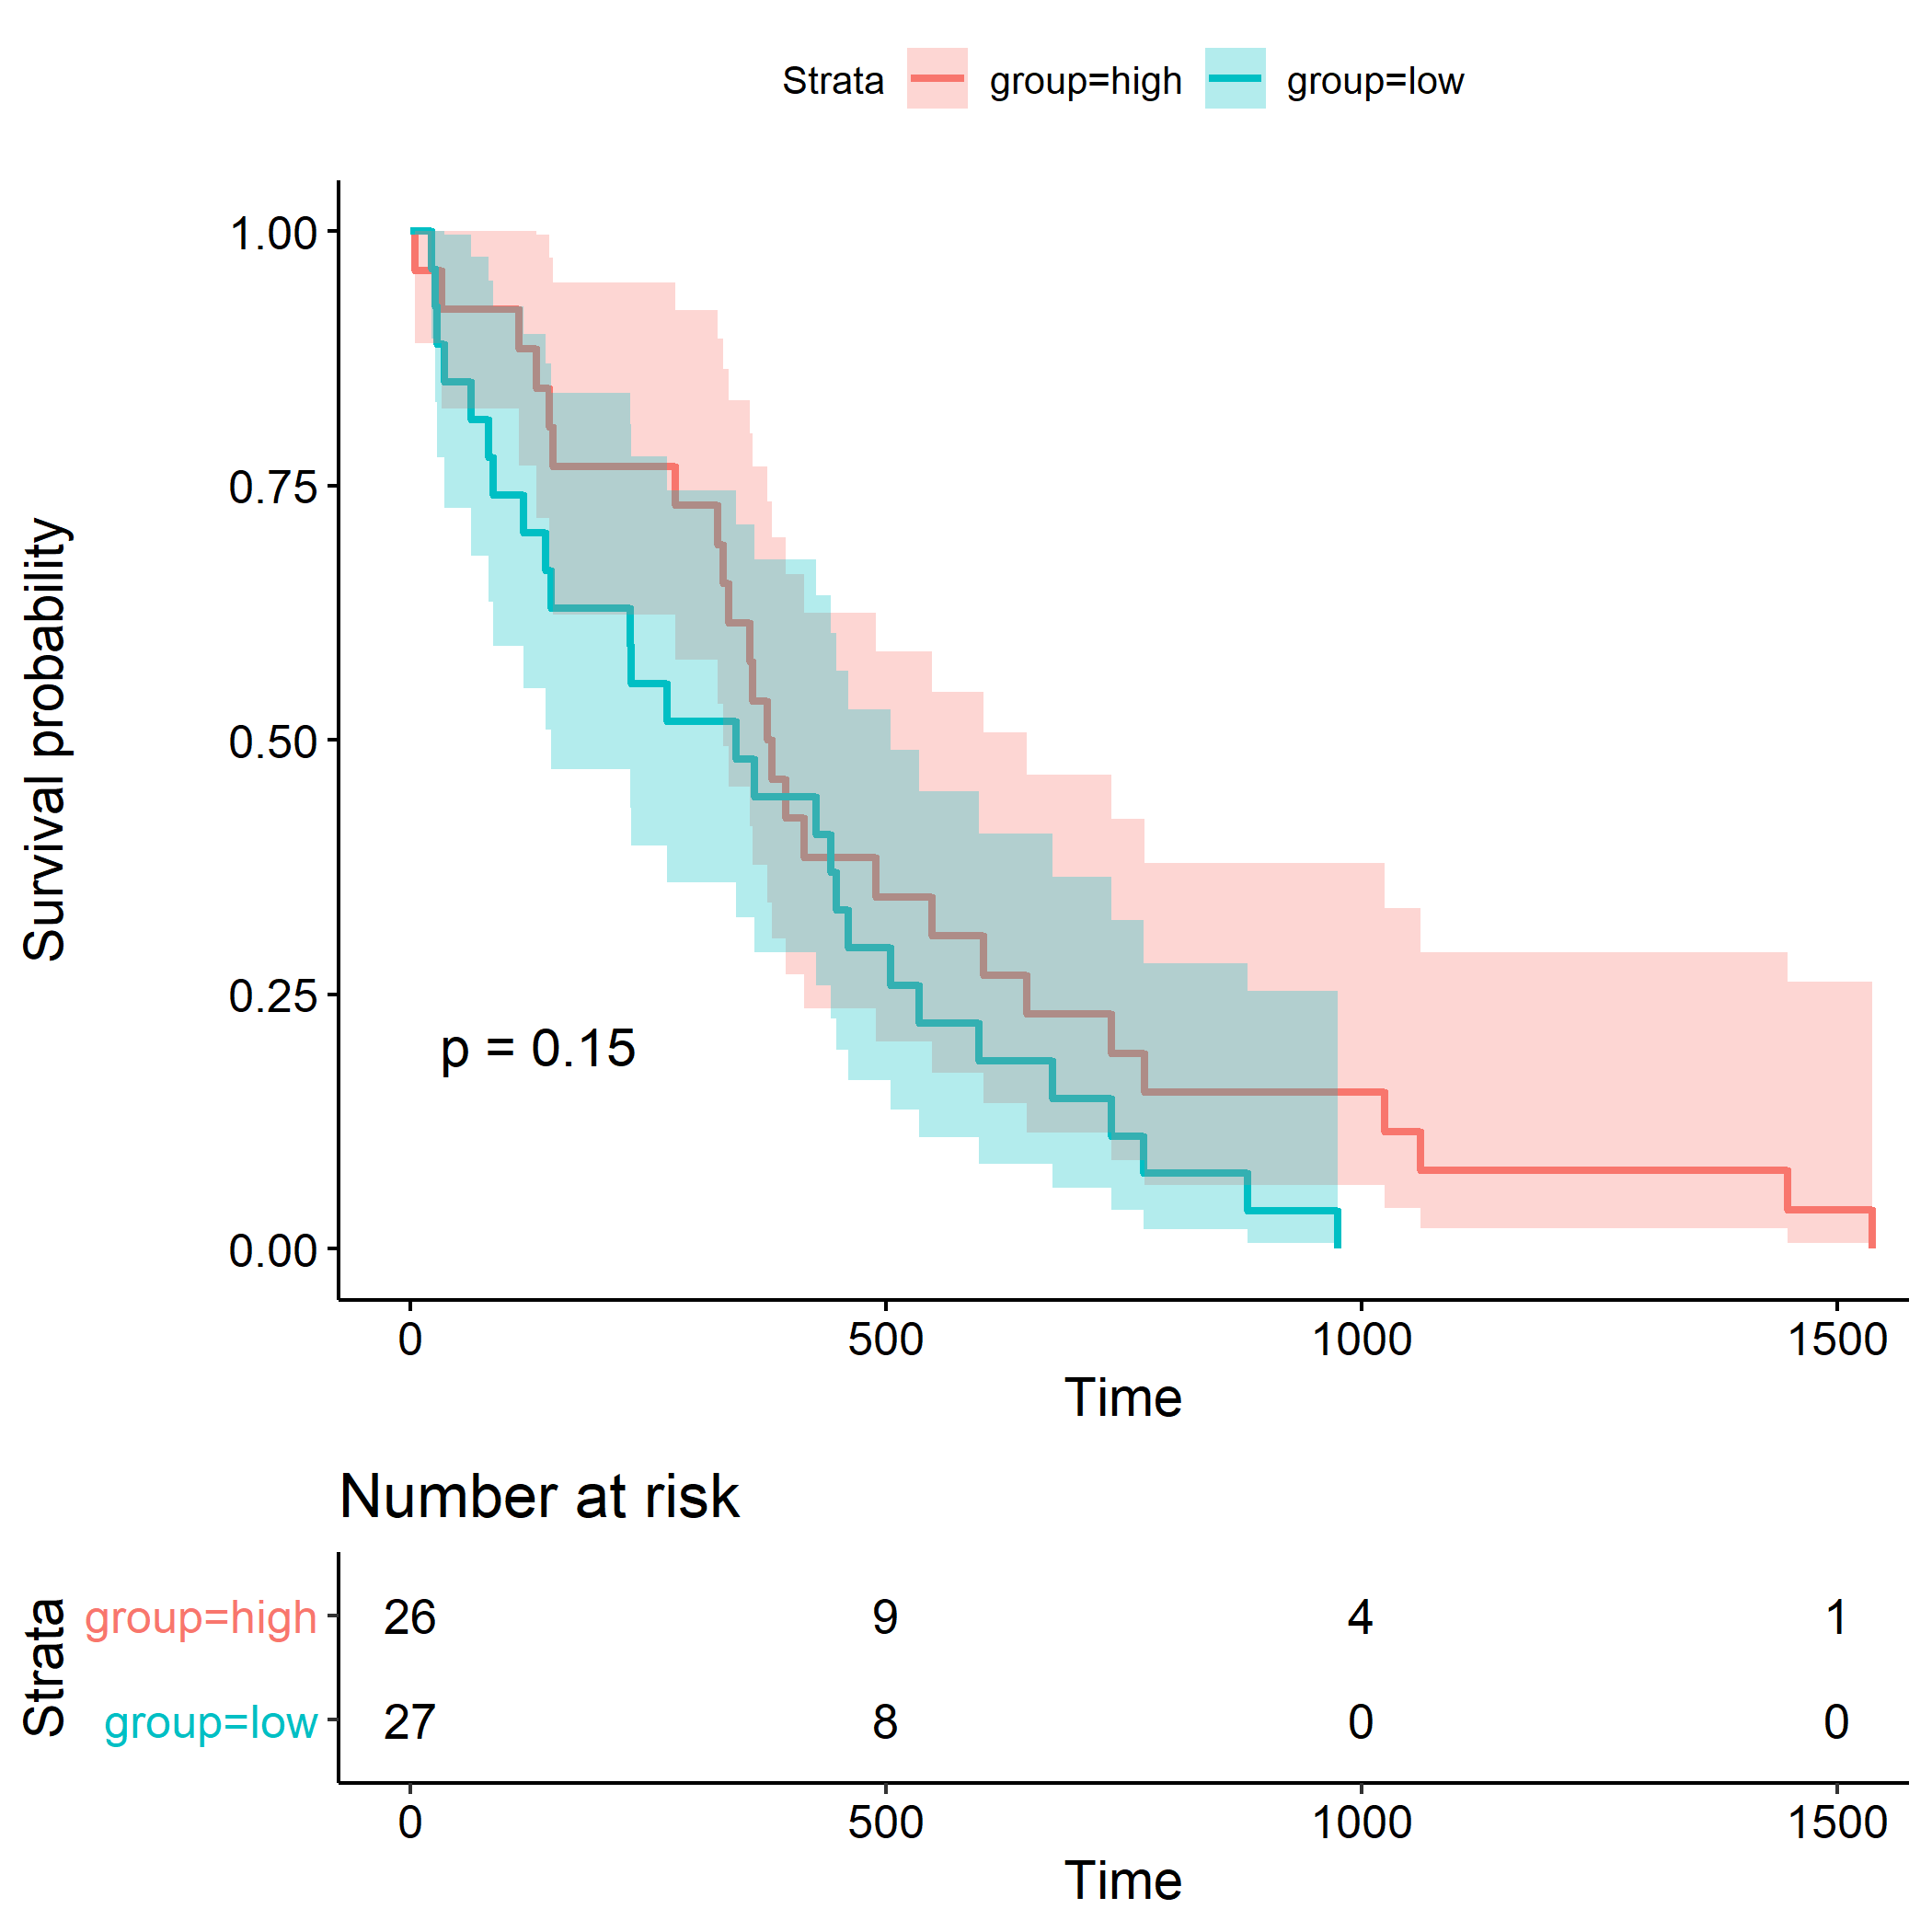 Strata group=high group=low
1.00
0.75
0.50
0.25
0.00
Survival probability
p = 0.15
0 500 1000 1500
Time
Number at risk
Strata
group=high 26 9 4 1
group=low 27 8 0 0
0 500 1000 1500
Time